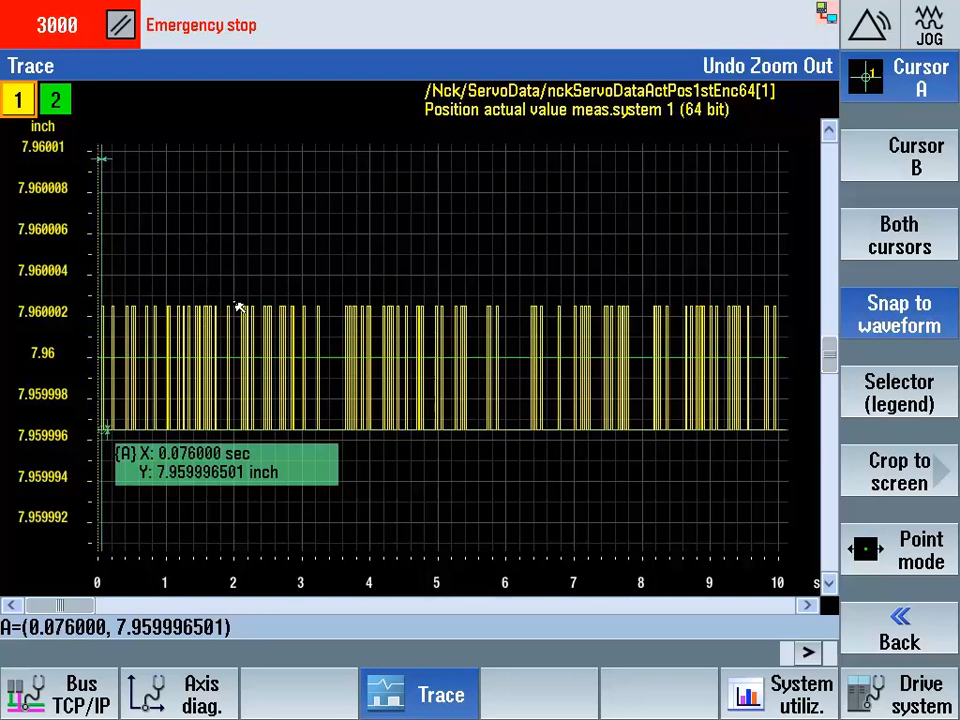 3000
Emergency stop
JOG
Trace
Undo Zoom Out
1
2
/Nck/ServoData/nckServoDataActPos1stEnc64[1]
Position actual value meas.system 1 (64 bit)
inch
7.96001
7.960008
7.960006
7.960004
7.960002
7.96
7.959998
7.959996
7.959994
7.959992
{A} X: 0.076000 sec
Y: 7.959996501 inch
0 1 2 3 4 5 6 7 8 9 10 s
A=(0.076000, 7.959996501)
>
1
Cursor
A
Cursor
B
Both
cursors
Snap to
waveform
Selector
(legend)
Crop to
screen
Point
mode
Back
Bus
TCP/IP
Axis
diag.
Trace
System
utiliz.
Drive
system